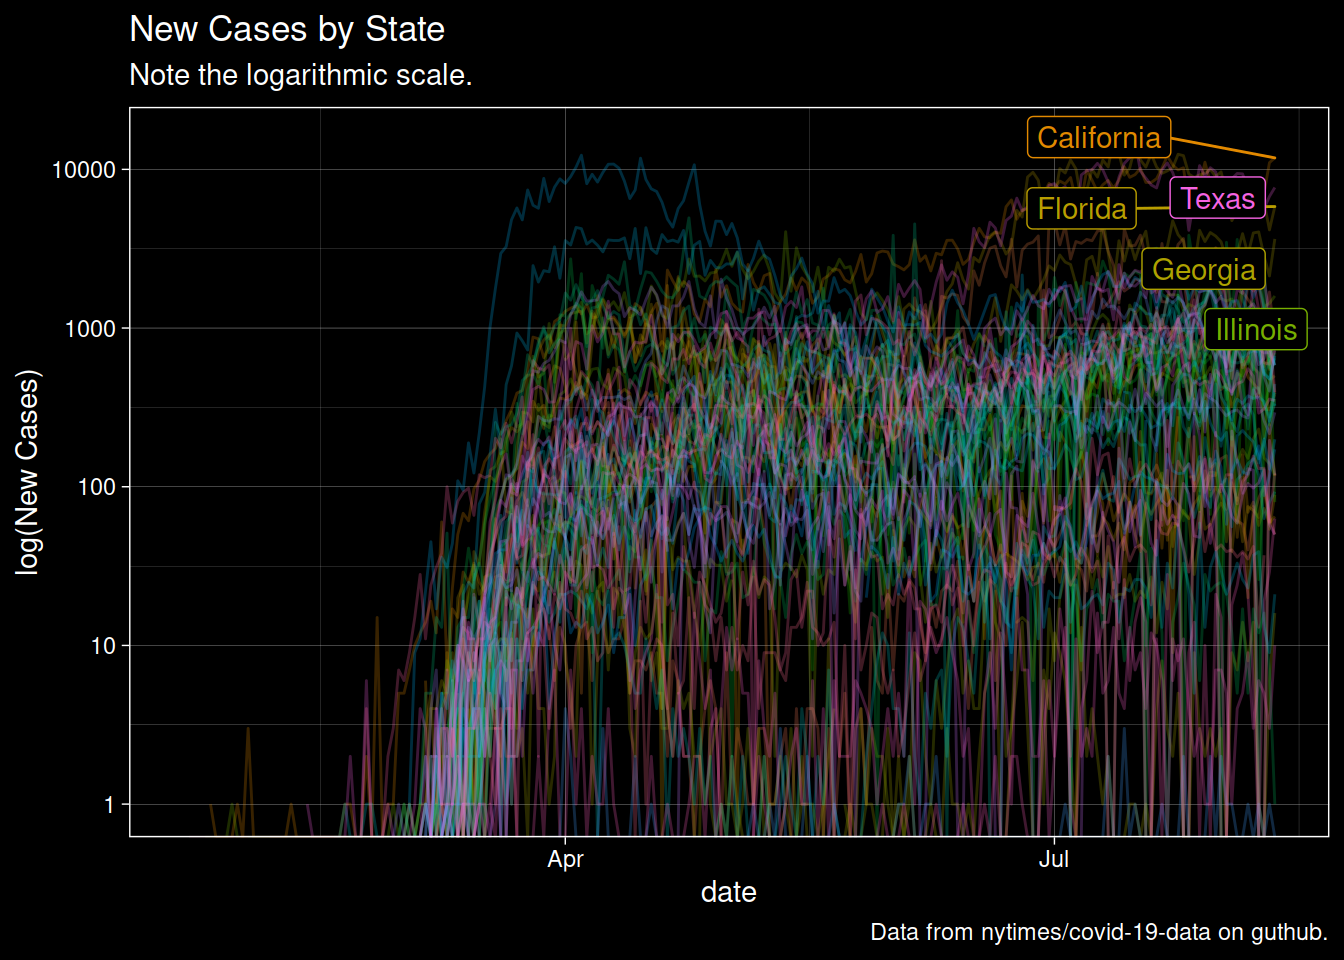 New Cases by State
Note the logarithmic scale.
log(New Cases)
10000
1000
100
10
1
California
Texas
Florida
Georgia
Illinois
Apr
Jul
date
Data from nytimes/covid-19-data on guthub.